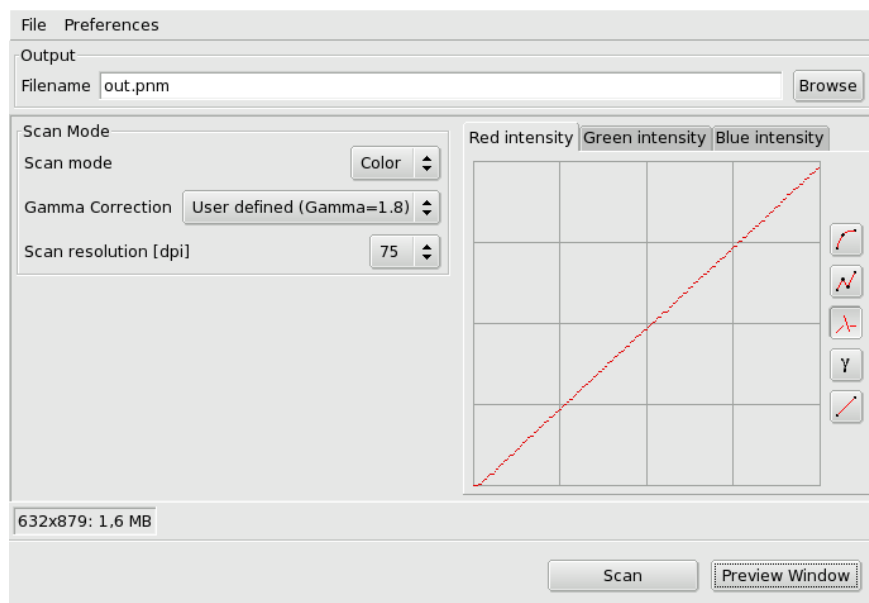 File Preferences
Output
Filename out.pnm Browse
Scan Mode
Scan mode Color
Gamma Correction User defined (Gamma=1.8)
Scan resolution [dpi] 75
Red intensity Green intensity Blue intensity
γ
632x879: 1,6 MB
Scan Preview Window